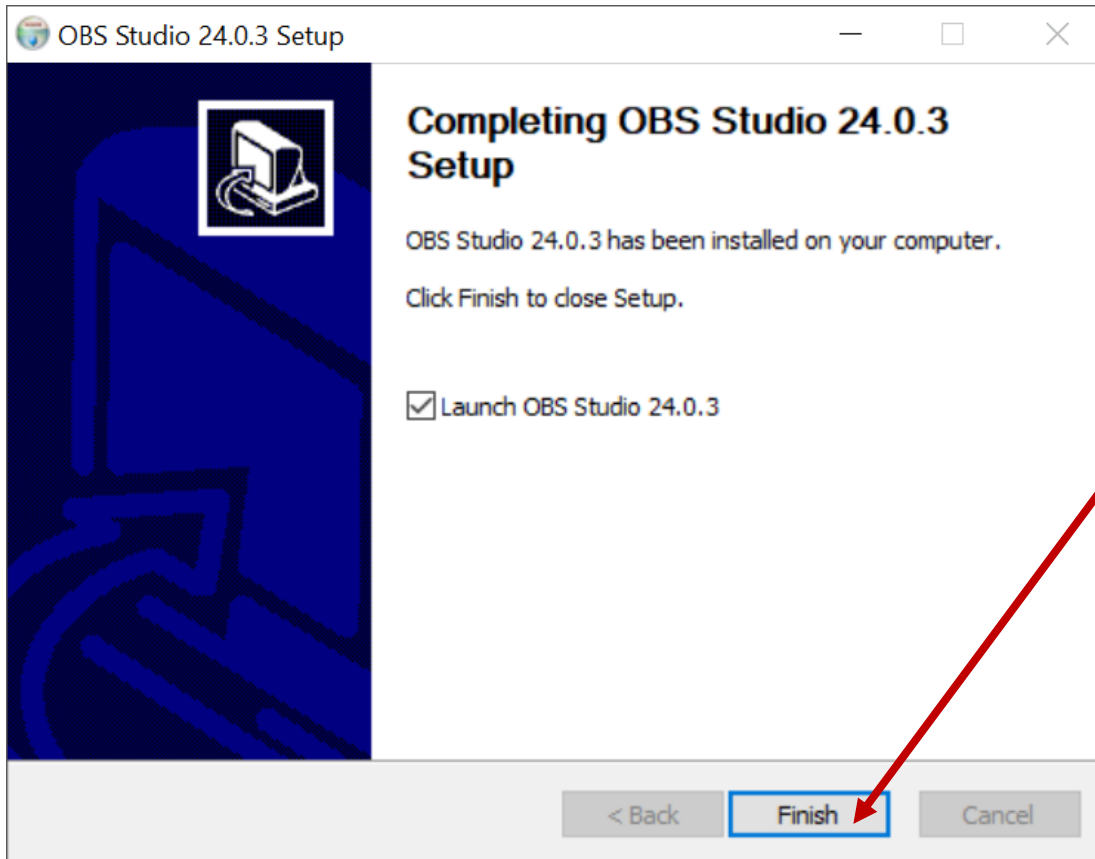 OBS Studio 24.0.3 Setup
Completing OBS Studio 24.0.3
Setup
OBS Studio 24.0.3 has been installed on your computer.
Click Finish to close Setup.
Launch OBS Studio 24.0.3
< Back
Finish
Cancel